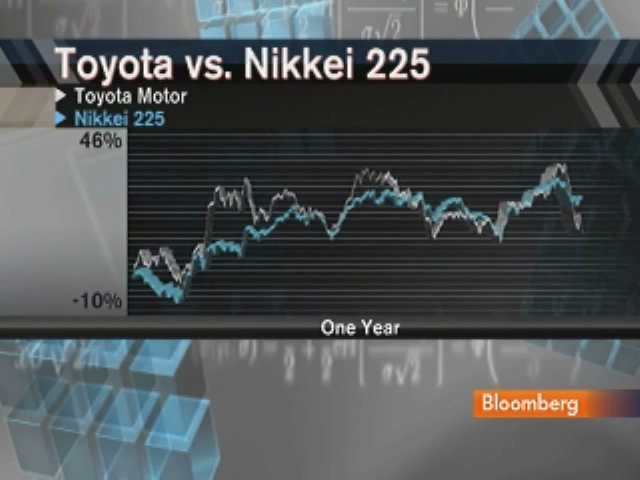 Toyota vs. Nikkei 225
Toyota Motor
Nikkei 225
46%
-10%
One Year
Bloomberg